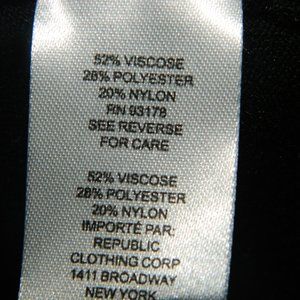 52% VISCOSE
28% POLYESTER
20% NYLON
RN 93178
SEE REVERSE
FOR CARE
52% VISCOSE
28% POLYESTER
20% NYLON
IMPORTÉ PAR:
REPUBLIC
CLOTHING CORP
1411 BROADWAY
NEW YORK